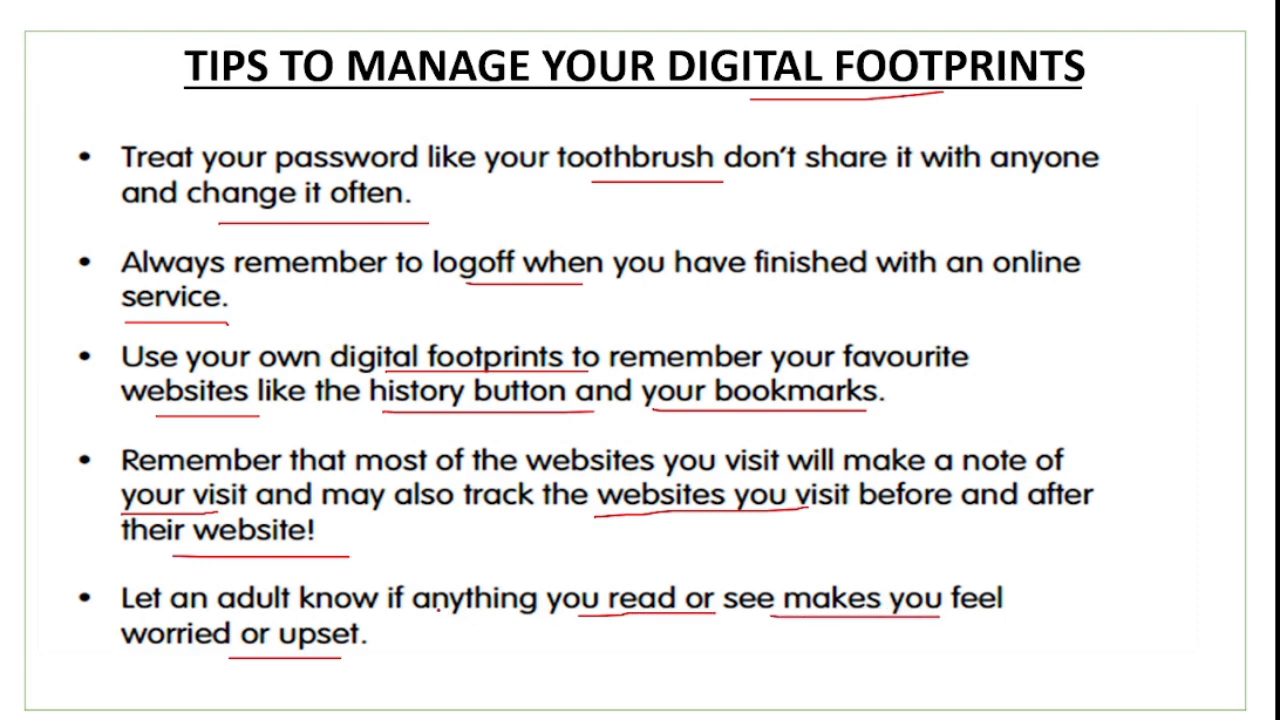 TIPS TO MANAGE YOUR DIGITAL FOOTPRINTS
• Treat your password like your toothbrush don't share it with anyone
and change it often.
• Always remember to logoff when you have finished with an online
service.
• Use your own digital footprints to remember your favourite
websites like the history button and your bookmarks.
• Remember that most of the websites you visit will make a note of
your visit and may also track the websites you visit before and after
their website!
• Let an adult know if anything you read or see makes you feel
worried or upset.